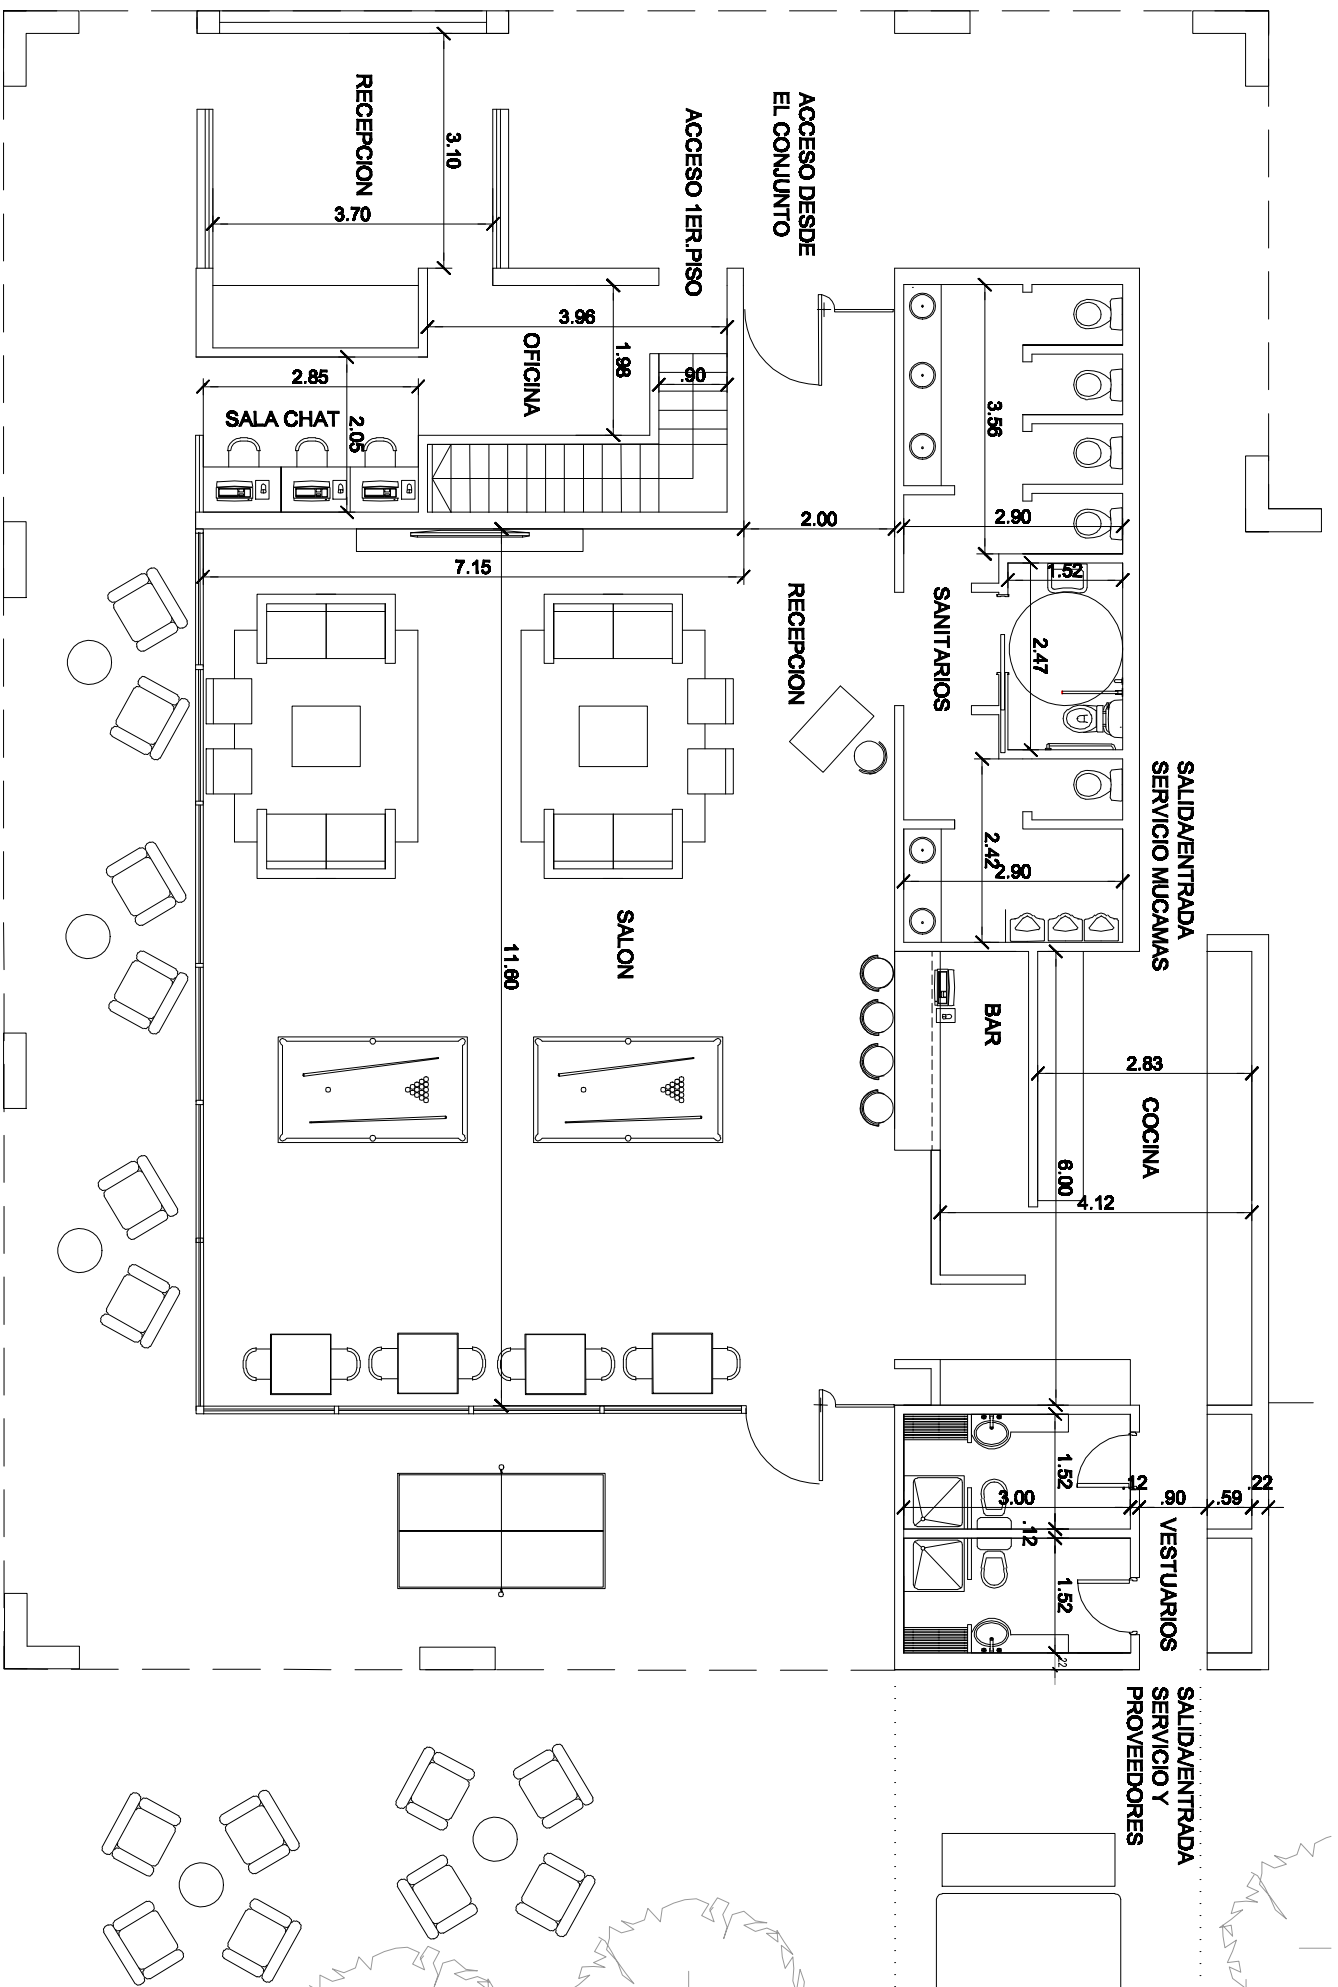 ACCESO DESDE
EL CONJUNTO
ACCESO 1ER.PISO
RECEPCION
3.10
3.70
3.96
OFICINA
1.98
.90
2.85
SALA CHAT
2.05
3.56
2.00
2.90
7.15
1.52
RECEPCION
SANITARIOS
2.47
SALIDA/ENTRADA
SERVICIO MUCAMAS
2.42
2.90
SALON
11.60
BAR
2.83
COCINA
6.00
4.12
1.52
3.00
.12
.12
.90
.59
.22
VESTUARIOS
1.52
.22
SALIDA/ENTRADA
SERVICIO Y
PROVEEDORES